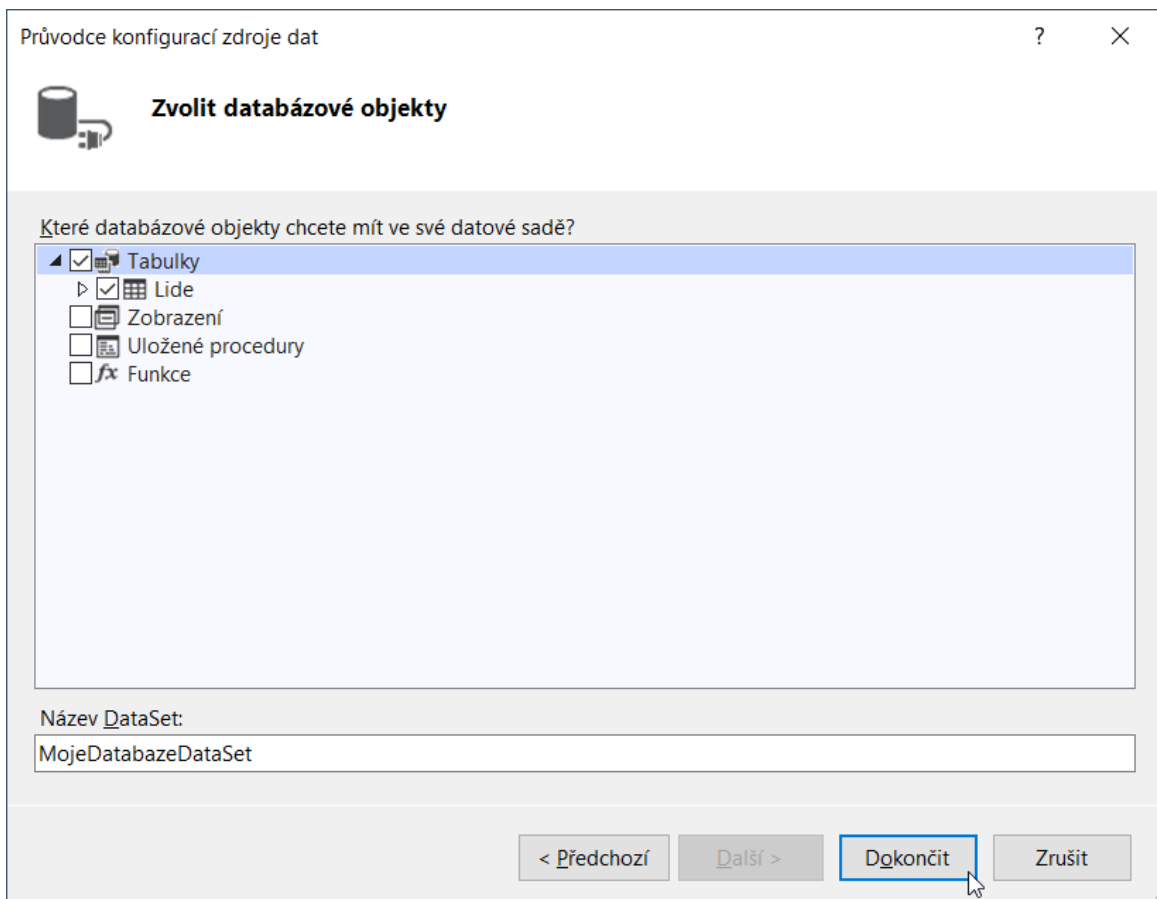 Průvodce konfigurací zdroje dat ?
Zvolit databázové objekty
Které databázové objekty chcete mít ve své datové sadě?
Tabulky
Lide
Zobrazení
Uložené procedury
fx Funkce
Název DataSet:
MojeDatabazeDataSet
< Předchozí Další > Dokončit Zrušit